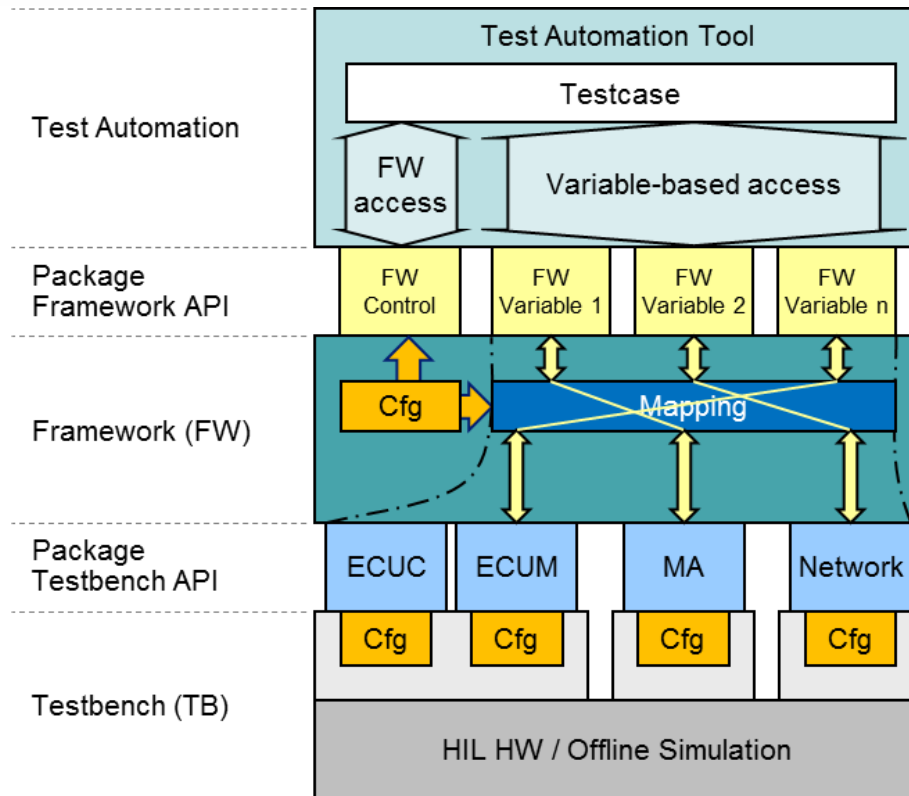 Test Automation Tool
Testcase
Test Automation
FW
access
Variable-based access
Package
Framework API
FW
Control
FW
Variable 1
FW
Variable 2
FW
Variable n
Cfg
Mapping
Framework (FW)
Package
Testbench API
ECUC
ECUM
MA
Network
Cfg
Cfg
Cfg
Cfg
Testbench (TB)
HIL HW / Offline Simulation